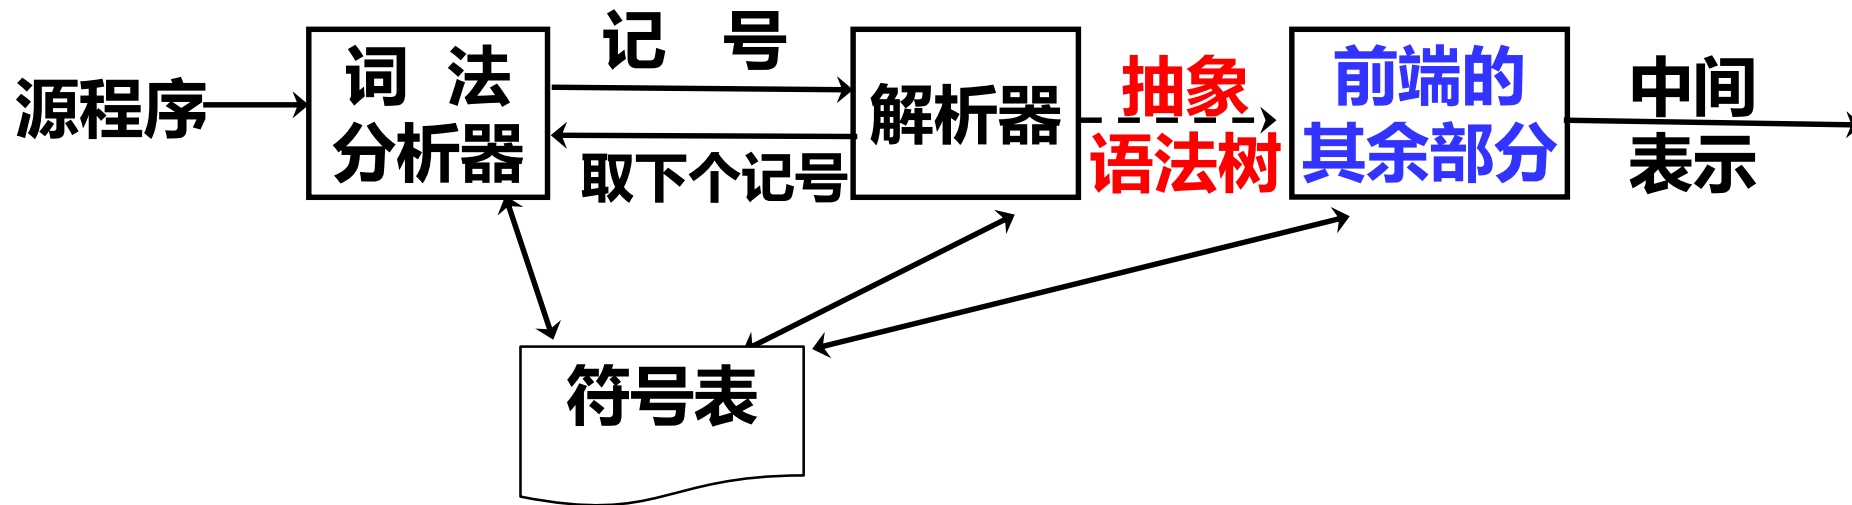 源程序
词 法
分析器
记 号
取下个记号
解析器
抽象
语法树
前端的
其余部分
中间
表示
符号表